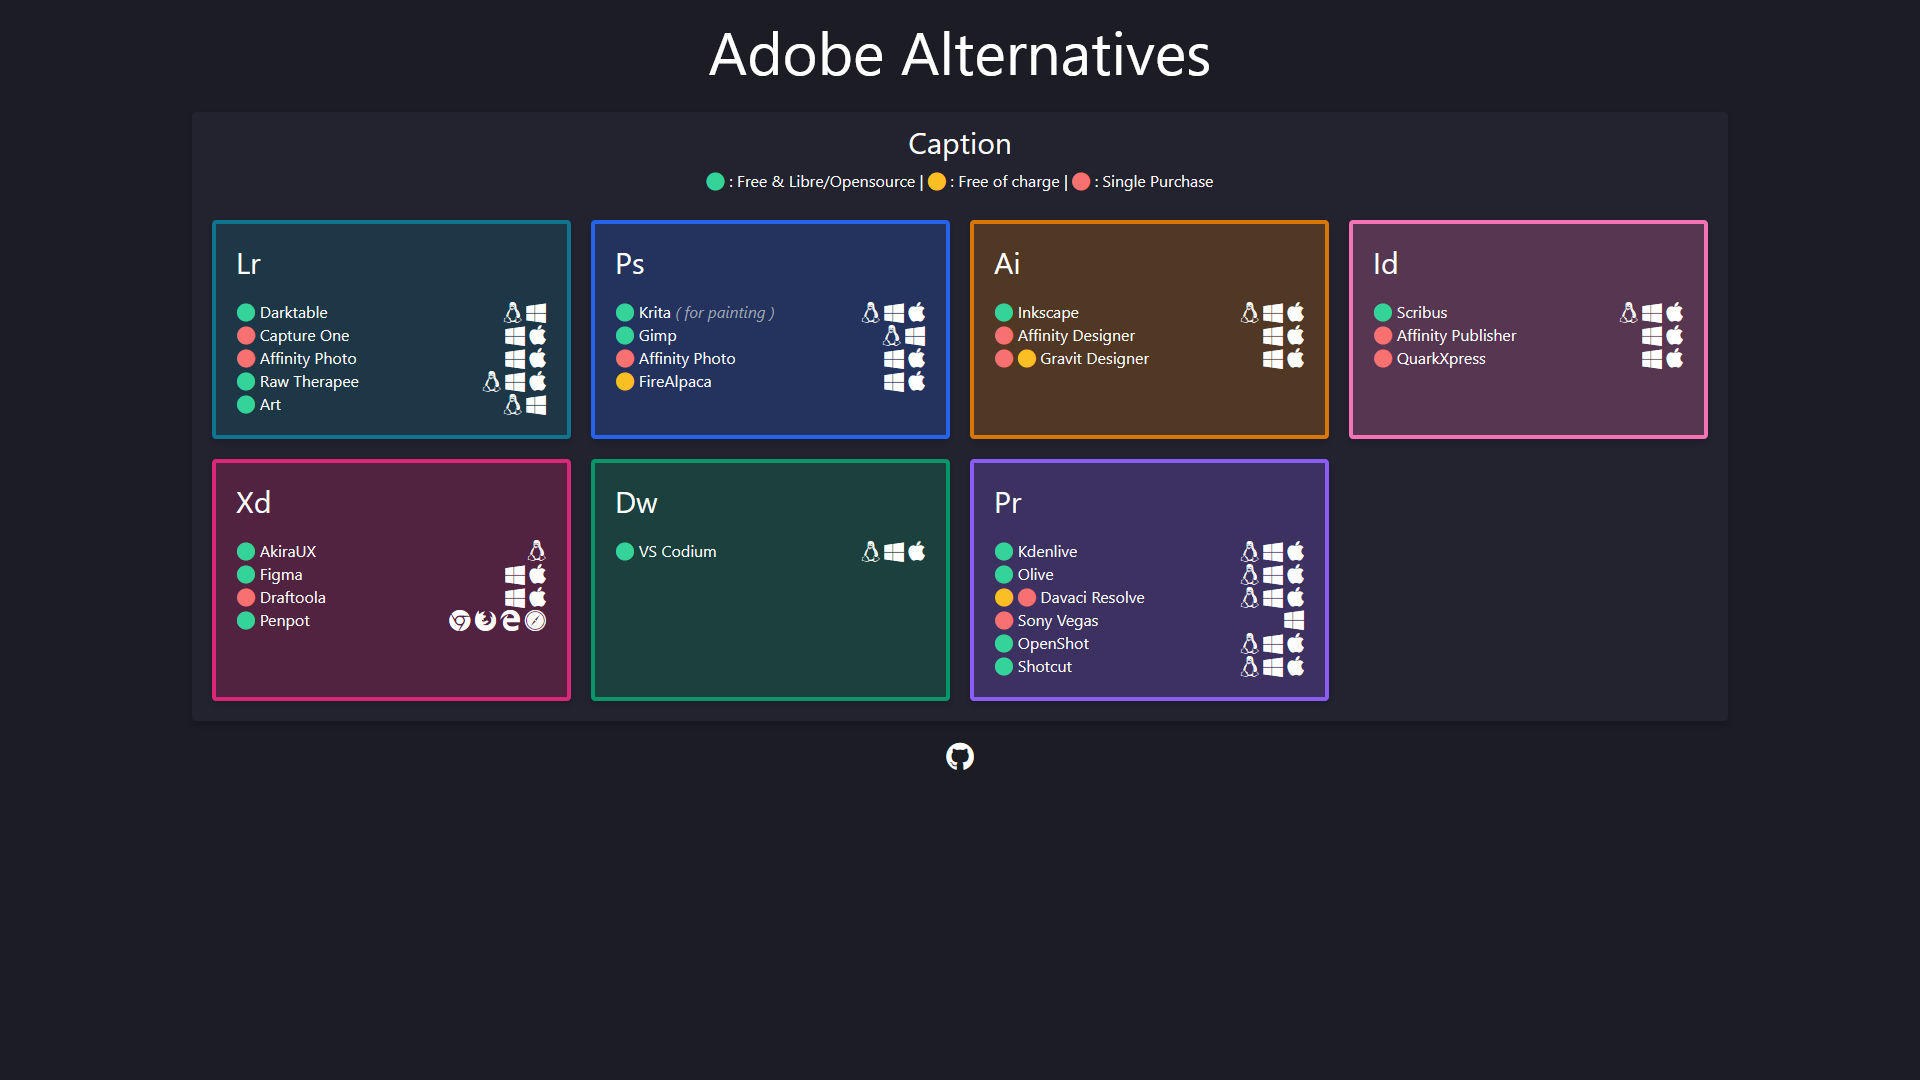 Adobe Alternatives
Caption
: Free & Libre/Opensource | : Free of charge | : Single Purchase
Lr
Darktable
Capture One
Affinity Photo
Raw Therapee
Art
Ps
Krita ( for painting )
Gimp
Affinity Photo
FireAlpaca
Ai
Inkscape
Affinity Designer
Gravit Designer
Id
Scribus
Affinity Publisher
QuarkXpress
Xd
AkiraUX
Figma
Draftoola
Penpot
Dw
VS Codium
Pr
Kdenlive
Olive
Davaci Resolve
Sony Vegas
OpenShot
Shotcut